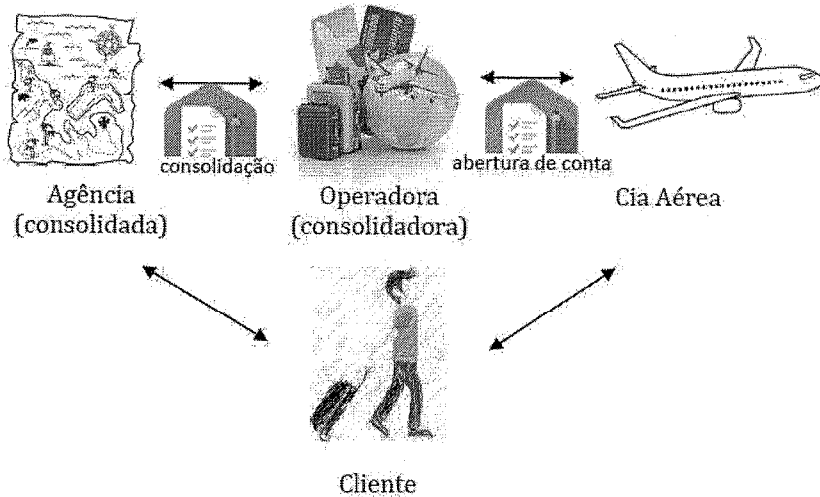 consolidação
abertura de conta
Agência
(consolidada)
Operadora
(consolidadora)
Cia Aérea
Cliente